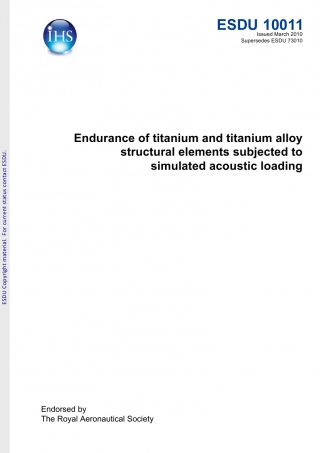 IHS
ESDU 10011
Issued March 2010
Supersedes ESDU 73010
Endurance of titanium and titanium alloy
structural elements subjected to
simulated acoustic loading
ESDU Copyright material. For current status contact ESDU.
Endorsed by
The Royal Aeronautical Society